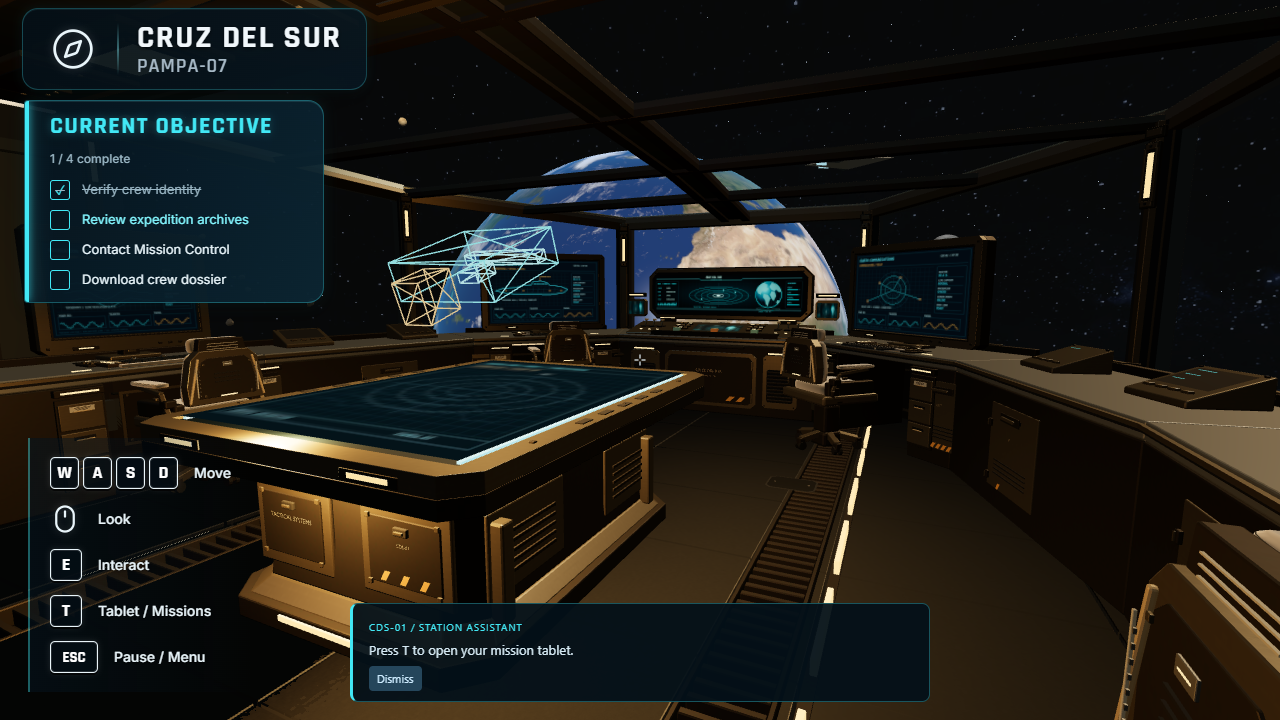 CRUZ DEL SUR
PAMPA-07
CURRENT OBJECTIVE
1 / 4 complete
Verify crew identity
Review expedition archives
Contact Mission Control
Download crew dossier
W A S D Move
Look
E Interact
T Tablet / Missions
ESC Pause / Menu
TACTICAL SYSTEMS
CDS-01 / STATION ASSISTANT
Press T to open your mission tablet.
Dismiss